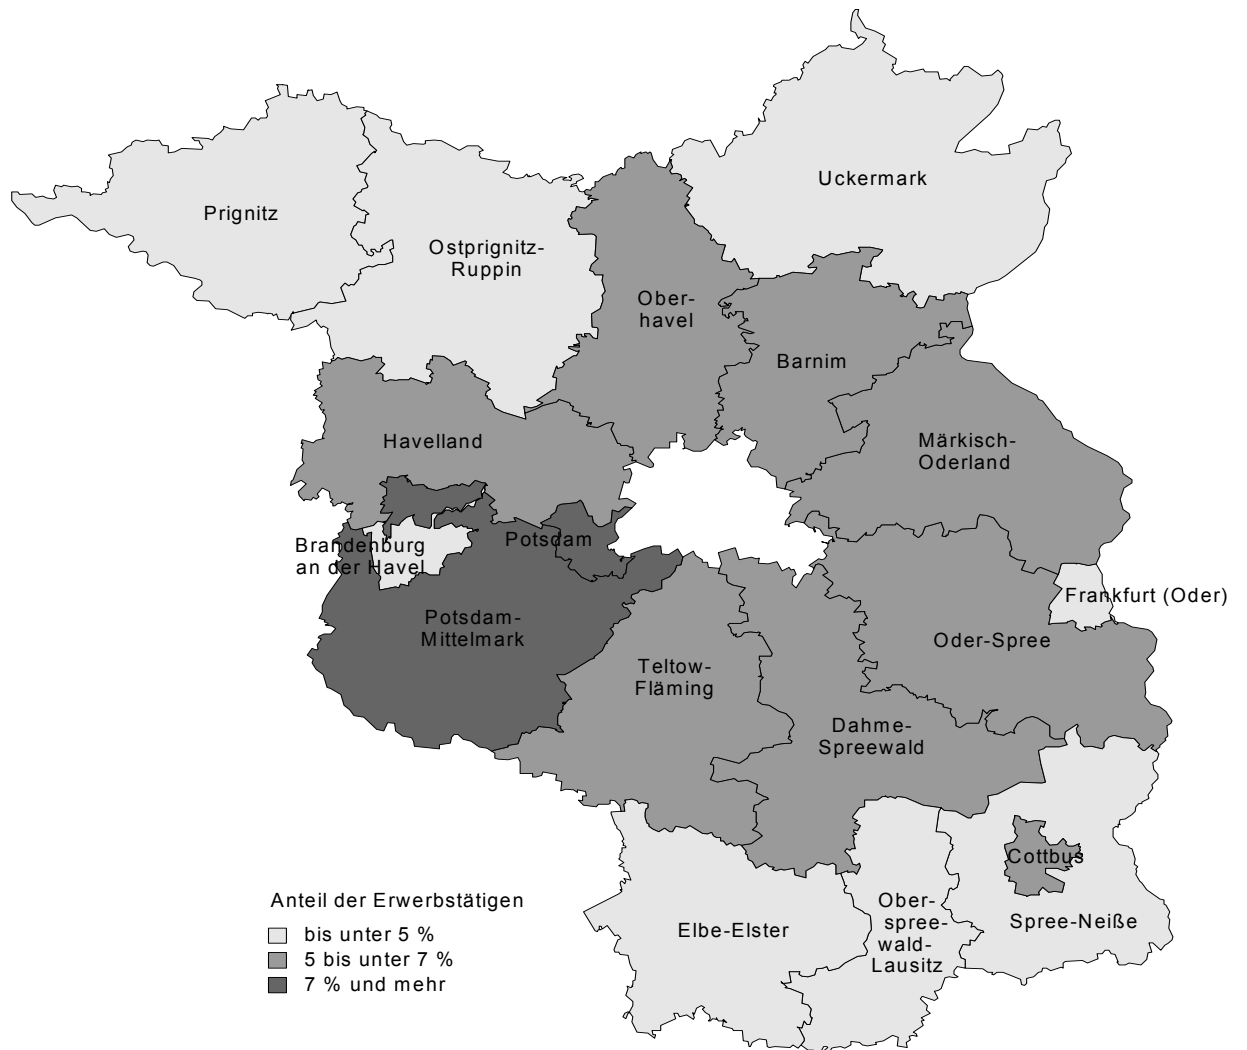 Uckermark
Prignitz
Ostprignitz-
Ruppin
Ober-
havel
Barnim
Havelland
Märkisch-
Oderland
Potsdam
Brandenburg
an der Havel
Frankfurt (Oder)
Potsdam-
Mittelmark
Oder-Spree
Teltow-
Fläming
Dahme-
Spreewald
Cottbus
Ober-
spree-
wald-
Lausitz
Spree-Neiße
Elbe-Elster
Anteil der Erwerbstätigen
bis unter 5 %
5 bis unter 7 %
7 % und mehr